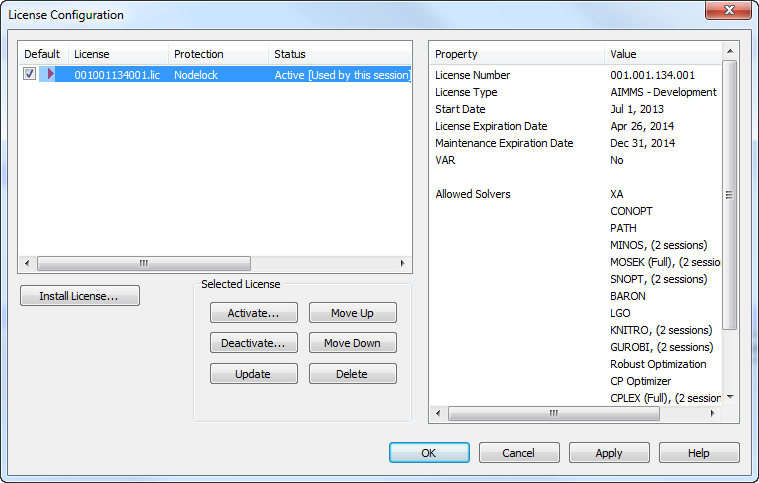 License Configuration
Default License Protection Status
001001134001.lic Nodelock Active [Used by this session]
Install License...
Selected License
Activate... Move Up
Deactivate... Move Down
Update Delete
Property Value
License Number 001.001.134.001
License Type AIMMS - Development
Start Date Jul 1, 2013
License Expiration Date Apr 26, 2014
Maintenance Expiration Date Dec 31, 2014
VAR No
Allowed Solvers XA
CONOPT
PATH
MINOS, (2 sessions)
MOSEK (Full), (2 sessio
SNOPT, (2 sessions)
BARON
LGO
KNITRO, (2 sessions)
GUROBI, (2 sessions)
Robust Optimization
CP Optimizer
CPLEX (Full), (2 session
OK Cancel Apply Help